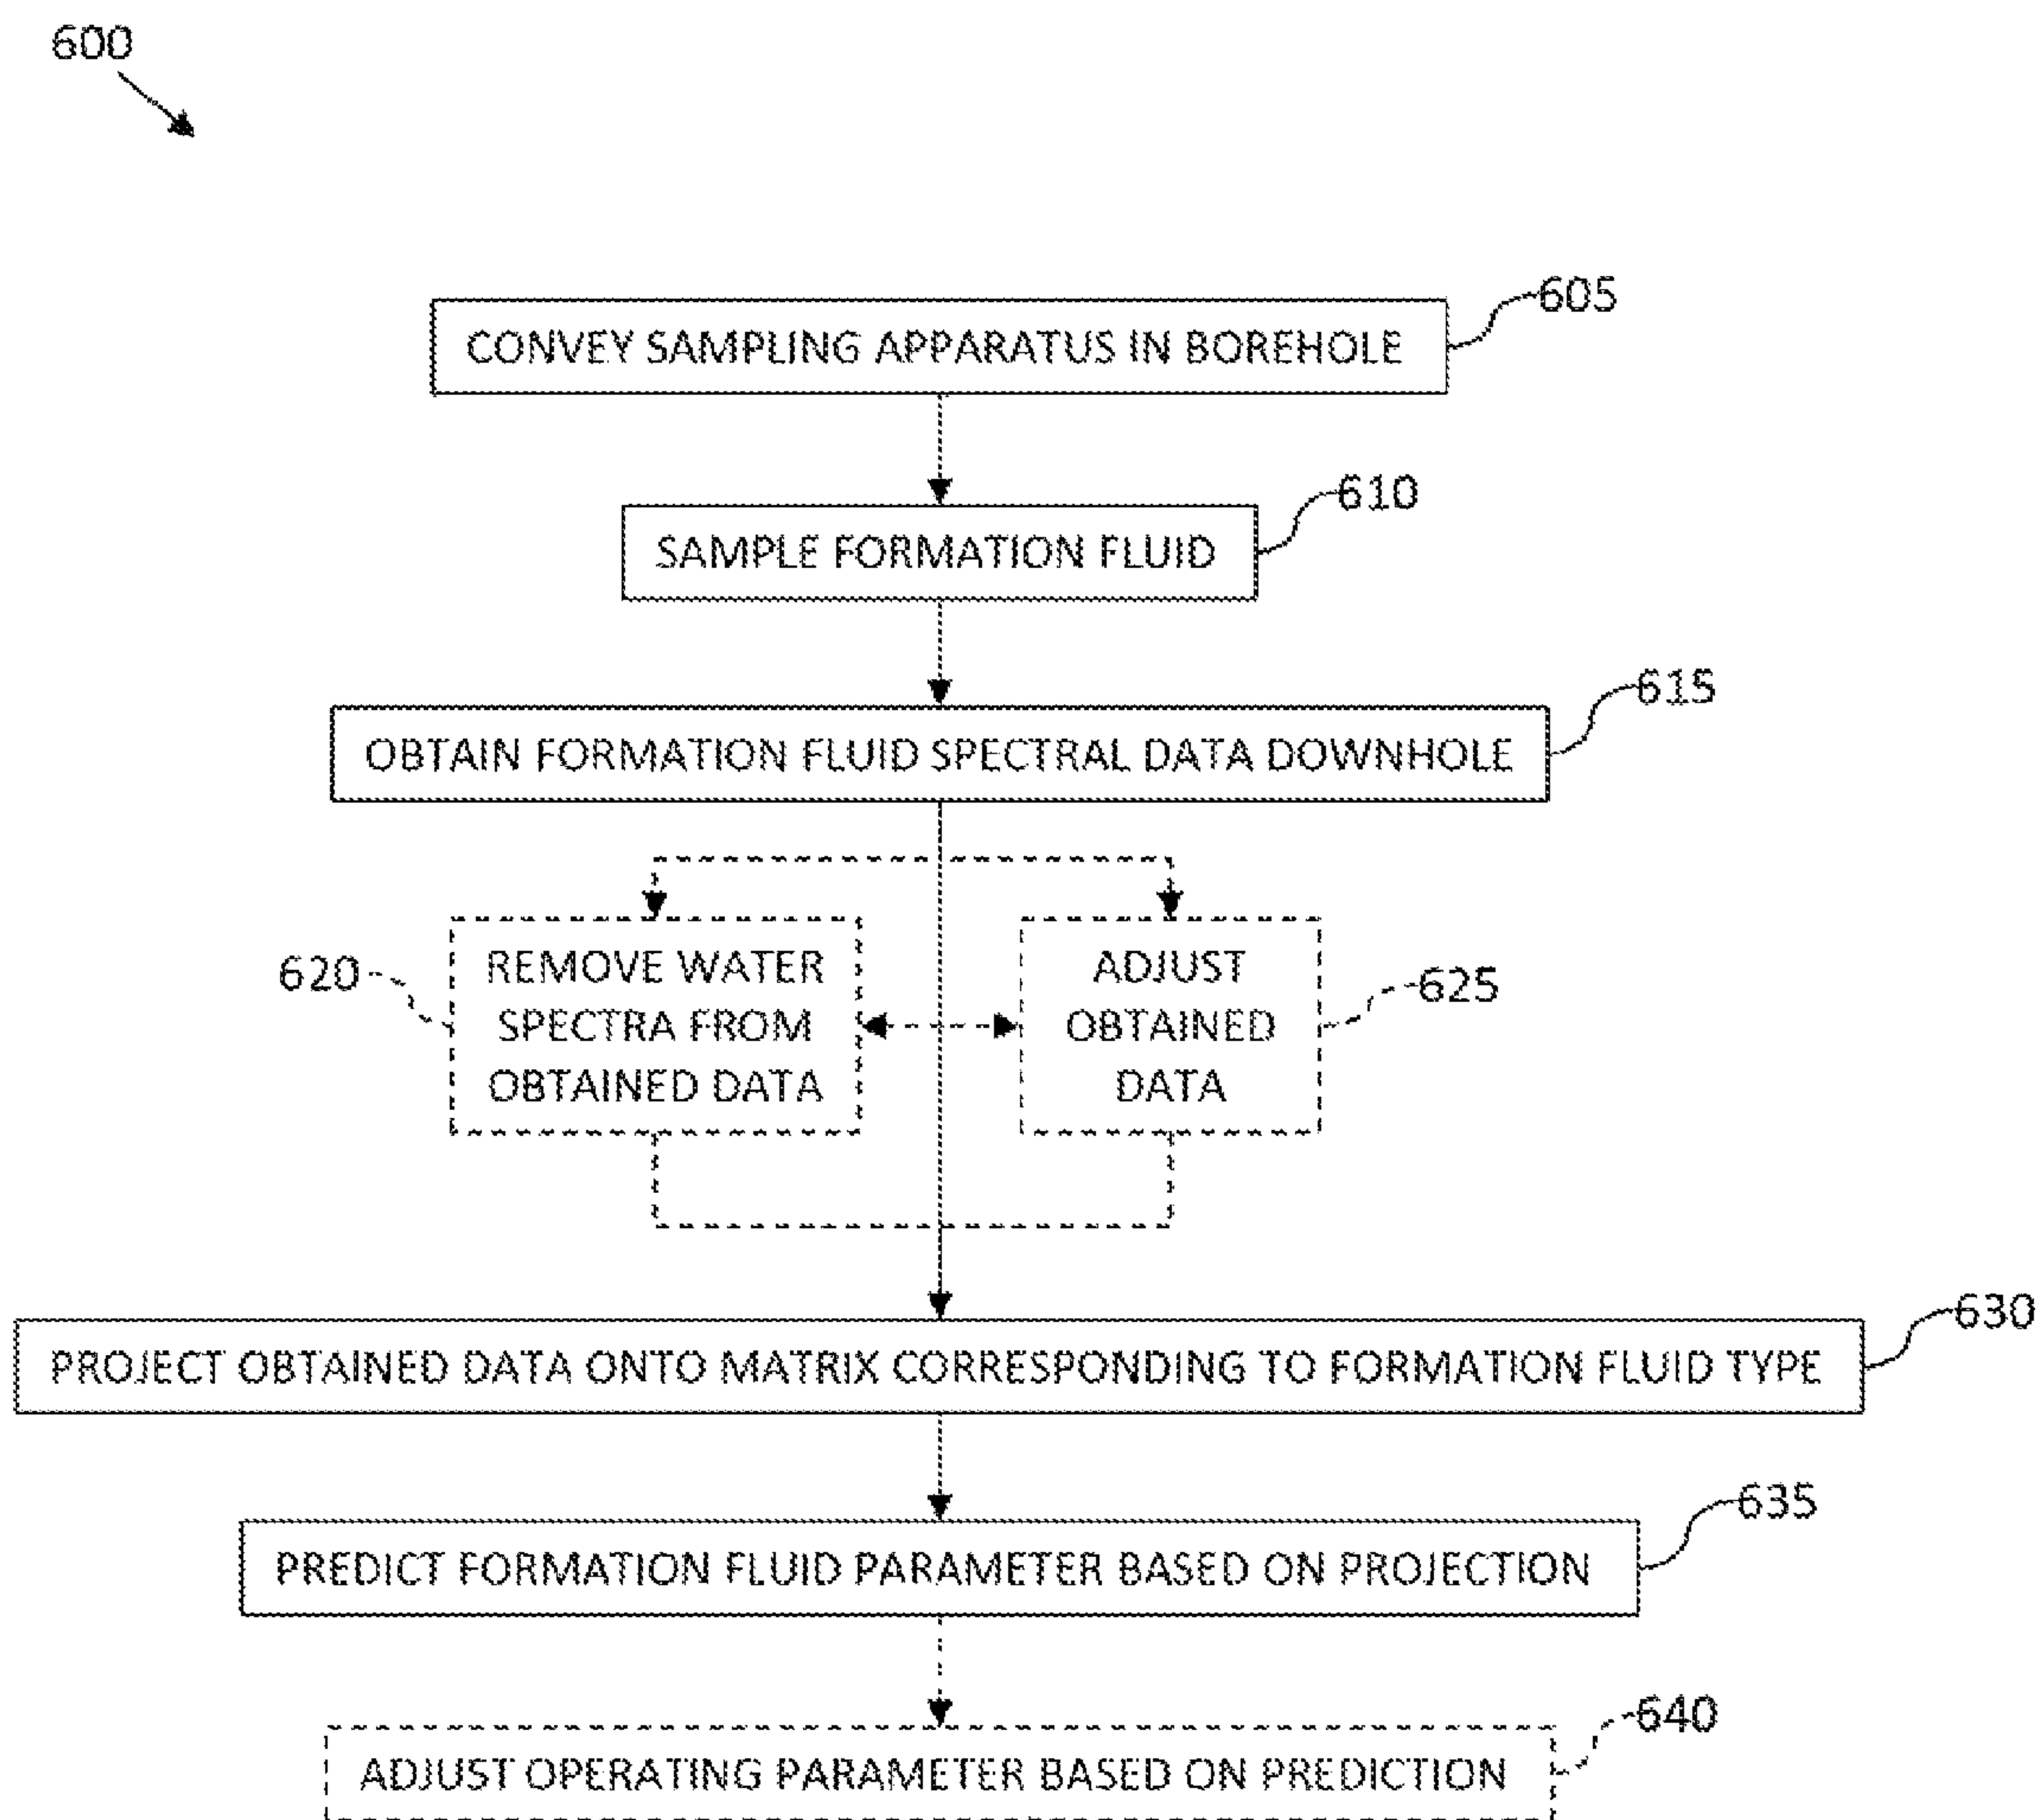 600
CONVEY SAMPLING APPARATUS IN BOREHOLE
605
SAMPLE FORMATION FLUID
610
OBTAIN FORMATION FLUID SPECTRAL DATA DOWNHOLE
615
620
REMOVE WATER
SPECTRA FROM
OBTAINED DATA
ADJUST
OBTAINED
DATA
625
PROJECT OBTAINED DATA ONTO MATRIX CORRESPONDING TO FORMATION FLUID TYPE
630
PREDICT FORMATION FLUID PARAMETER BASED ON PROJECTION
635
ADJUST OPERATING PARAMETER BASED ON PREDICTION
640